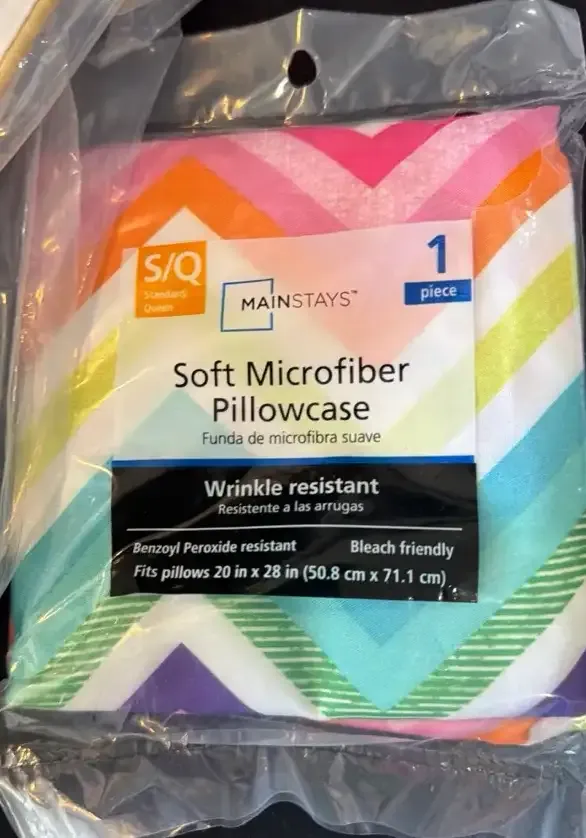 S/Q
Standard/
Queen
1
piece
MAINSTAYS™
Soft Microfiber
Pillowcase
Funda de microfibra suave
Wrinkle resistant
Resistente a las arrugas
Benzoyl Peroxide resistant
Bleach friendly
Fits pillows 20 in x 28 in (50.8 cm x 71.1 cm)